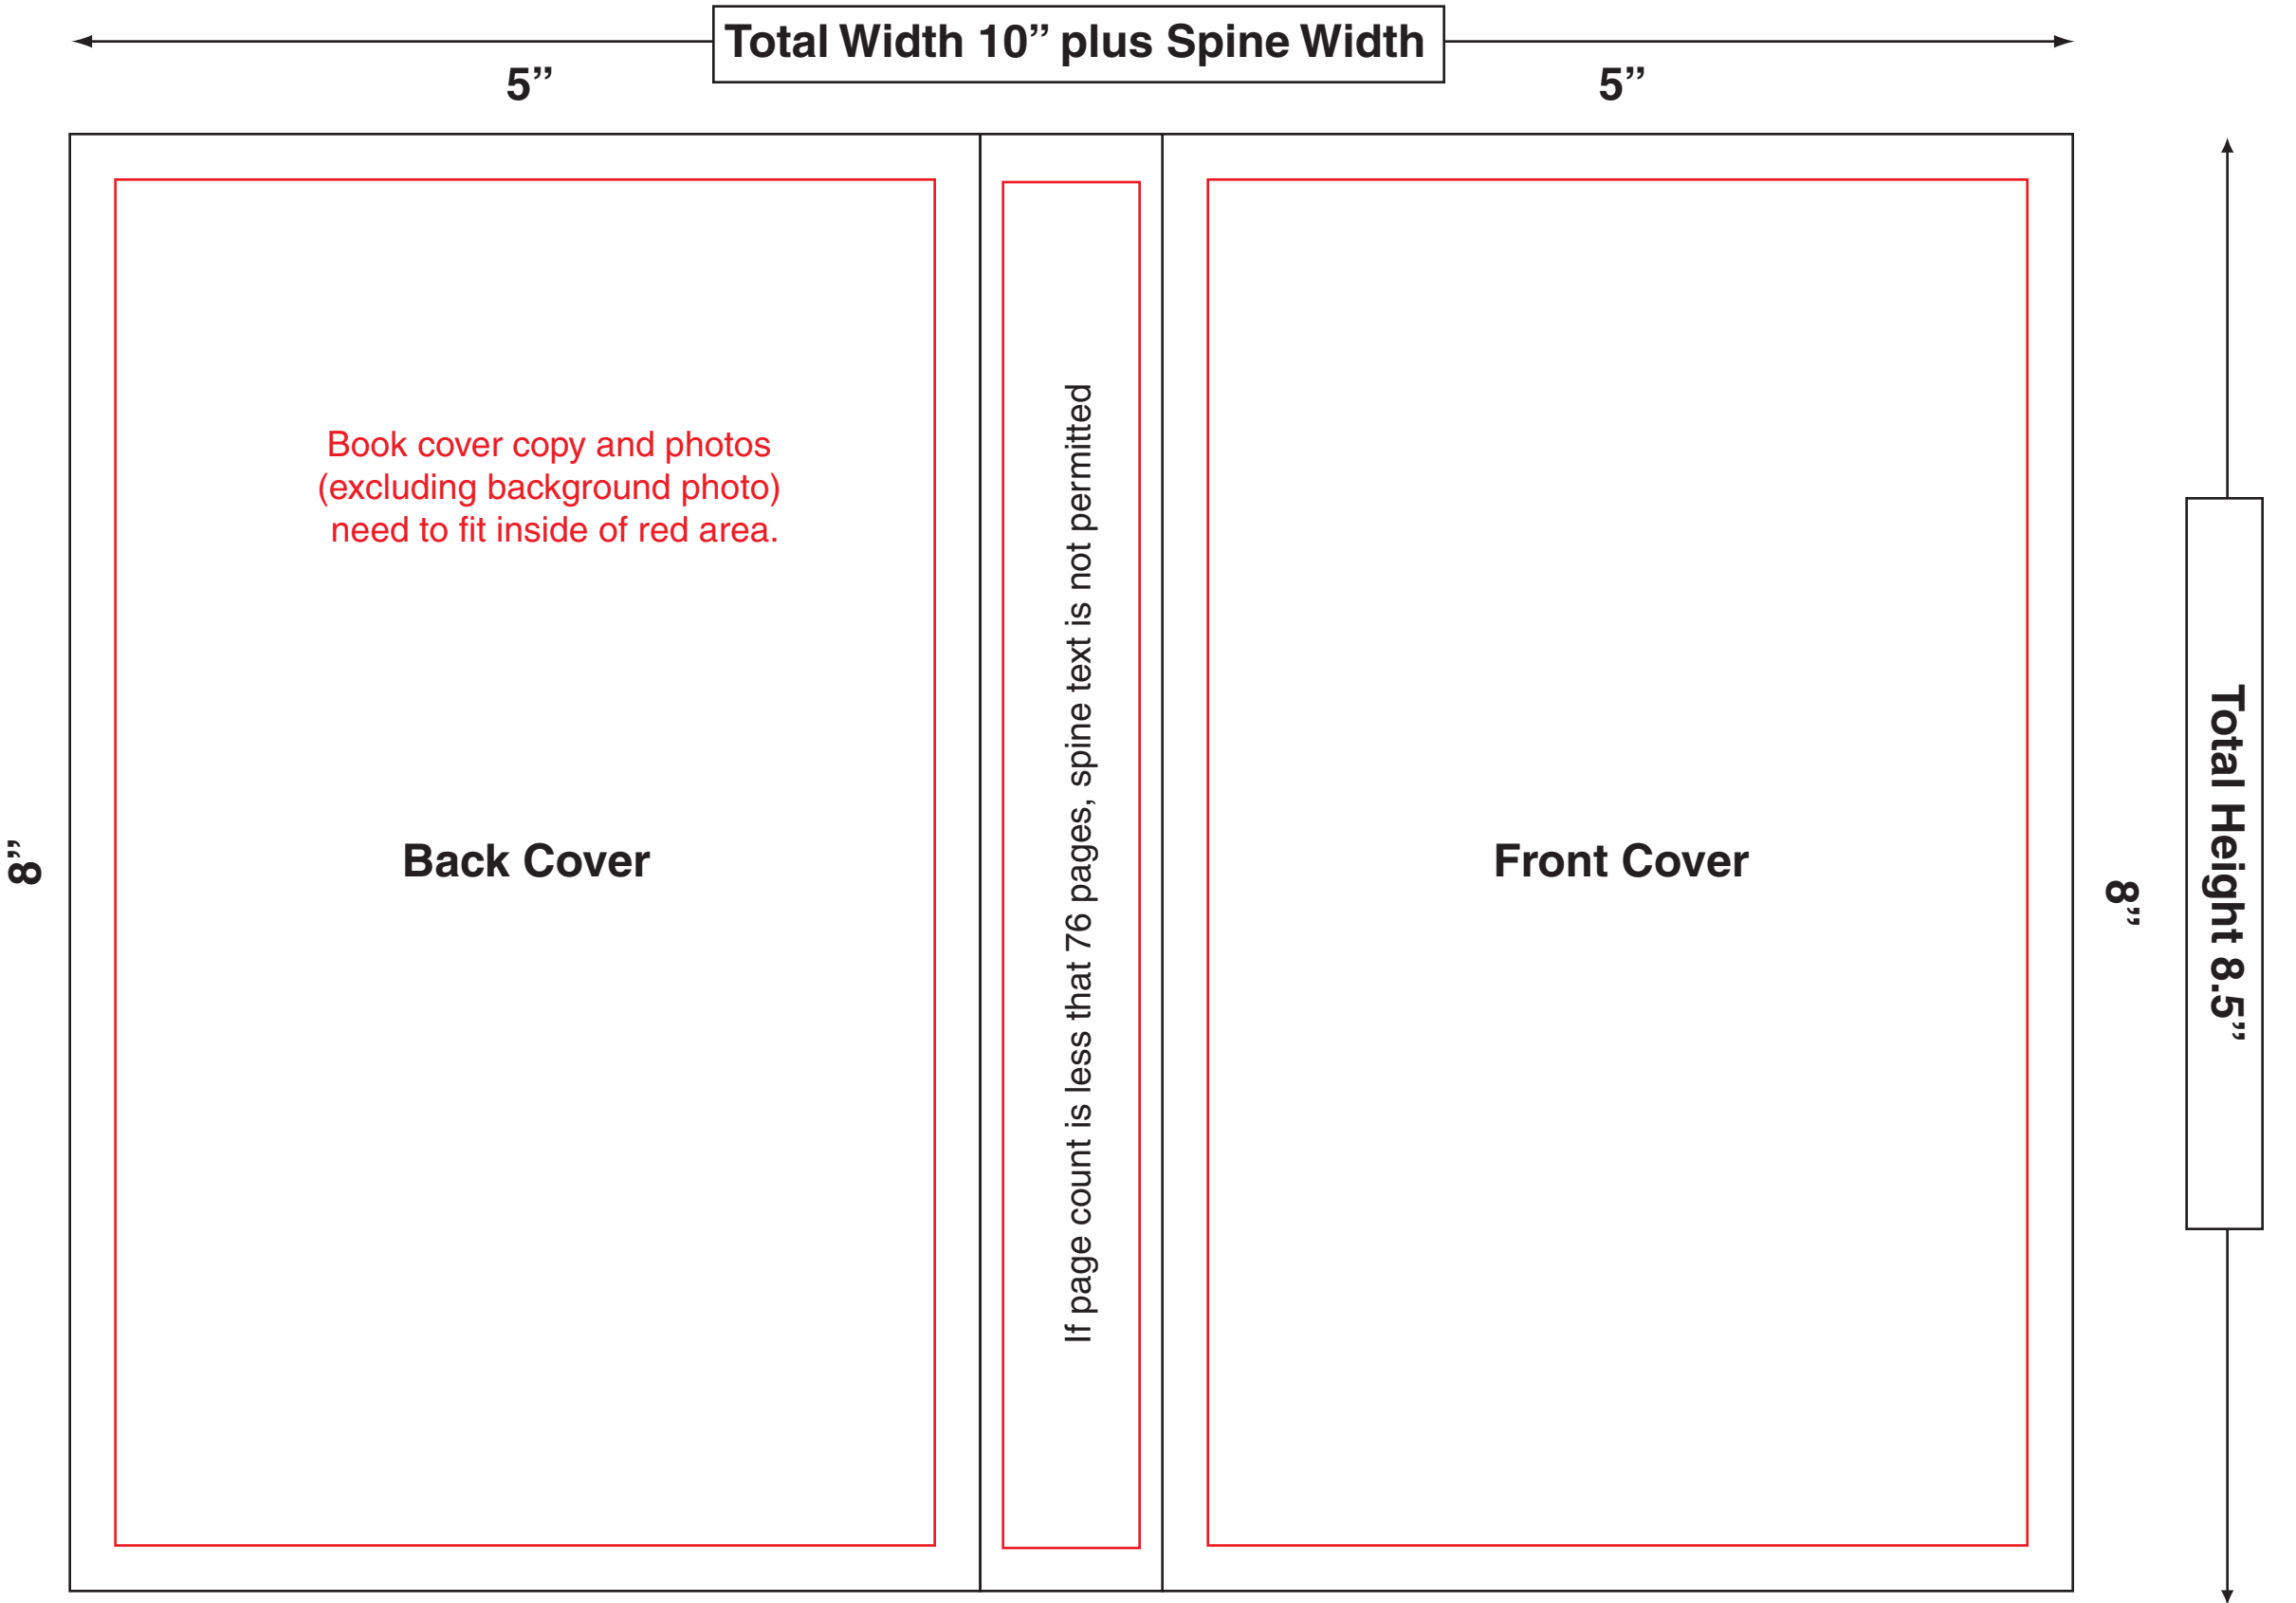 Total Width 10” plus Spine Width
5”
5”
Book cover copy and photos
(excluding background photo)
need to fit inside of red area.
8”
Back Cover
If page count is less that 76 pages, spine text is not permitted
Front Cover
8”
Total Height 8.5”